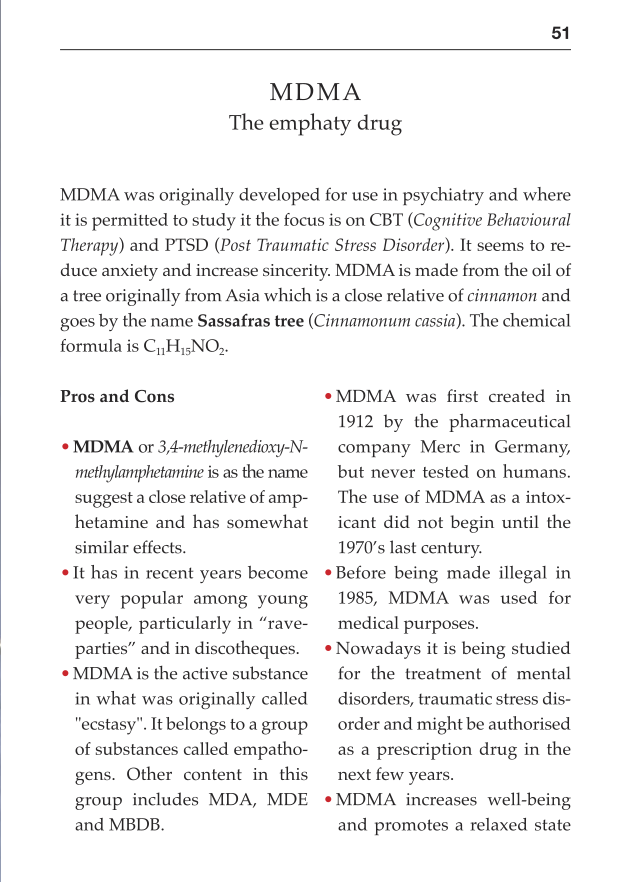 51
MDMA
The emphaty drug
MDMA was originally developed for use in psychiatry and where
it is permitted to study it the focus is on CBT (Cognitive Behavioural
Therapy) and PTSD (Post Traumatic Stress Disorder). It seems to re-
duce anxiety and increase sincerity. MDMA is made from the oil of
a tree originally from Asia which is a close relative of cinnamon and
goes by the name Sassafras tree (Cinnamonum cassia). The chemical
formula is C₁₁H₁₅NO₂.
Pros and Cons
• MDMA or 3,4-methylenedioxy-N-
methylamphetamine is as the name
suggest a close relative of amp-
hetamine and has somewhat
similar effects.
• It has in recent years become
very popular among young
people, particularly in “rave-
parties” and in discotheques.
• MDMA is the active substance
in what was originally called
"ecstasy". It belongs to a group
of substances called empatho-
gens. Other content in this
group includes MDA, MDE
and MBDB.
• MDMA was first created in
1912 by the pharmaceutical
company Merc in Germany,
but never tested on humans.
The use of MDMA as a intox-
icant did not begin until the
1970’s last century.
• Before being made illegal in
1985, MDMA was used for
medical purposes.
• Nowadays it is being studied
for the treatment of mental
disorders, traumatic stress dis-
order and might be authorised
as a prescription drug in the
next few years.
• MDMA increases well-being
and promotes a relaxed state